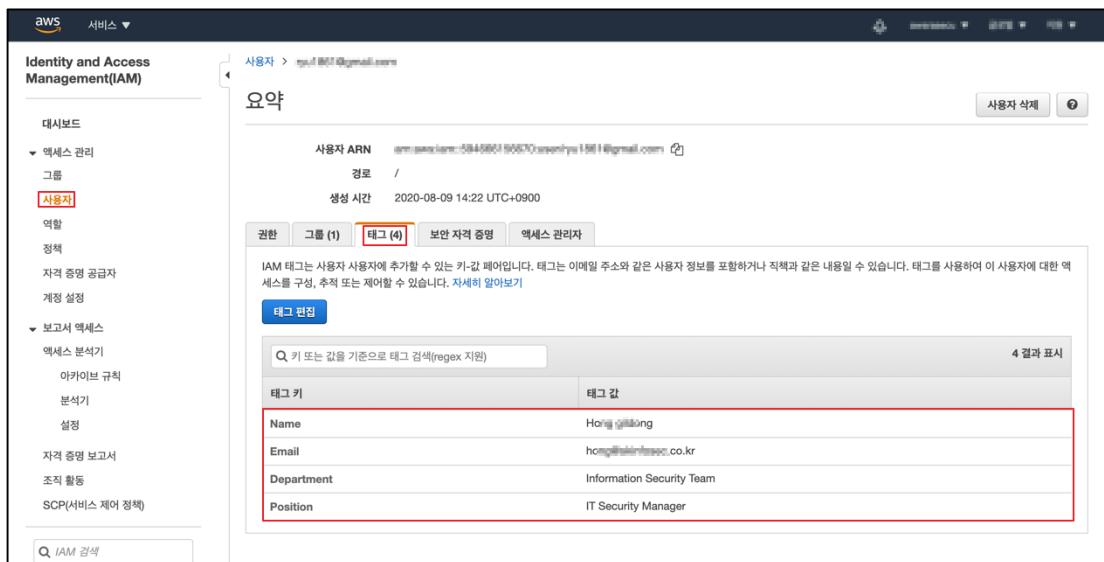 aws 서비스 ▼
Identity and Access Management(IAM)
대시보드
액세스 관리
그룹
사용자
역할
정책
자격 증명 공급자
계정 설정
보고서 액세스
액세스 분석기
아카이브 규칙
분석기
설정
자격 증명 보고서
조직 활동
SCP(서비스 제어 정책)
IAM 검색
사용자 >
요약
사용자 삭제
사용자 ARN
경로 /
생성 시간 2020-08-09 14:22 UTC+0900
권한 그룹 (1) 태그 (4) 보안 자격 증명 액세스 관리자
IAM 태그는 사용자 사용자에 추가할 수 있는 키-값 페어입니다. 태그는 이메일 주소와 같은 사용자 정보를 포함하거나 직책과 같은 내용일 수 있습니다. 태그를 사용하여 이 사용자에 대한 액
세스를 구성, 추적 또는 제어할 수 있습니다. 자세히 알아보기
태그 편집
키 또는 값을 기준으로 태그 검색(regex 지원) 4 결과 표시
태그 키 태그 값
Name
Email .co.kr
Department Information Security Team
Position IT Security Manager